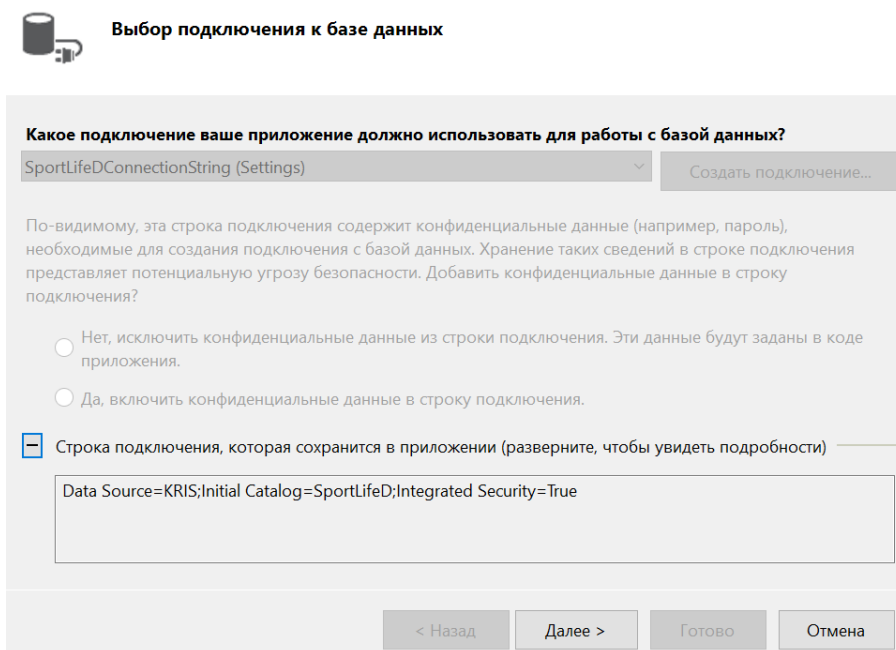 Выбор подключения к базе данных
Какое подключение ваше приложение должно использовать для работы с базой данных?
SportLifeDConnectionString (Settings)
Создать подключение...
По-видимому, эта строка подключения содержит конфиденциальные данные (например, пароль),
необходимые для создания подключения с базой данных. Хранение таких сведений в строке подключения
представляет потенциальную угрозу безопасности. Добавить конфиденциальные данные в строку
подключения?
Нет, исключить конфиденциальные данные из строки подключения. Эти данные будут заданы в коде
приложения.
Да, включить конфиденциальные данные в строку подключения.
Строка подключения, которая сохранится в приложении (разверните, чтобы увидеть подробности)
Data Source=KRIS;Initial Catalog=SportLifeD;Integrated Security=True
< Назад
Далее >
Готово
Отмена